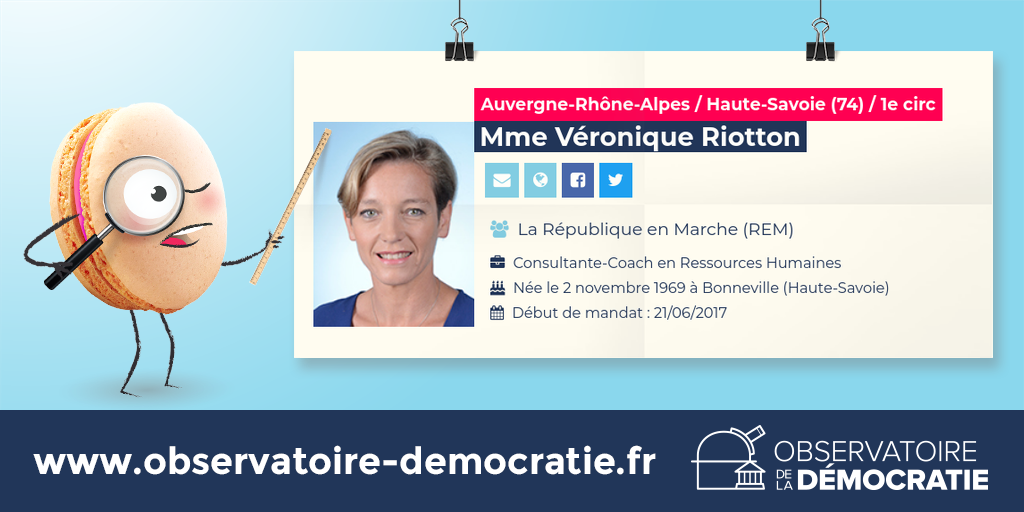 Auvergne-Rhône-Alpes / Haute-Savoie (74) / 1e circ
Mme Véronique Riotton
La République en Marche (REM)
Consultante-Coach en Ressources Humaines
Née le 2 novembre 1969 à Bonneville (Haute-Savoie)
Début de mandat : 21/06/2017
www.observatoire-democratie.fr
OBSERVATOIRE
DE LA DÉMOCRATIE